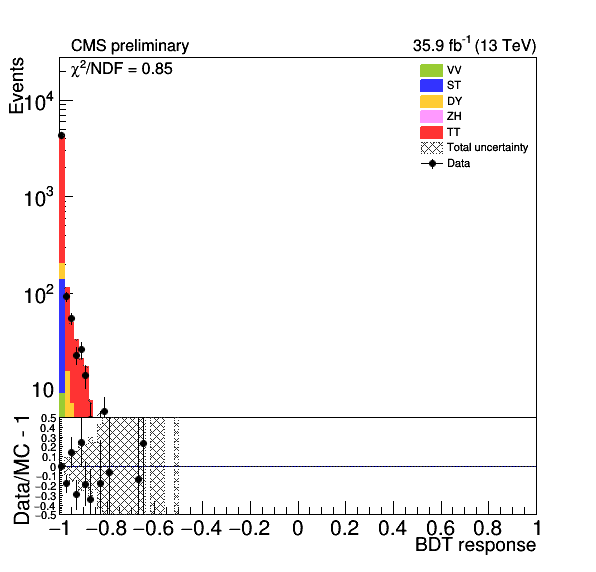 CMS preliminary
35.9 fb⁻¹ (13 TeV)
χ²/NDF = 0.85
Events
10⁴
10³
10²
10
VV
ST
DY
ZH
TT
Total uncertainty
Data
Data/MC - 1
0.5
0.4
0.3
0.2
0.1
0
−0.1
−0.2
−0.3
−0.4
−0.5
−1 −0.8 −0.6 −0.4 −0.2 0 0.2 0.4 0.6 0.8 1
BDT response